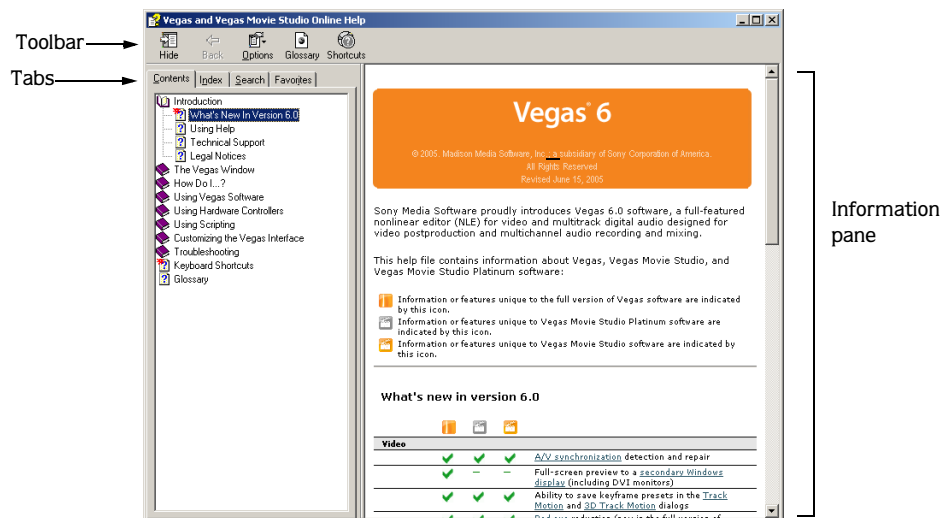 Vegas and Vegas Movie Studio Online Help
Toolbar
Hide Back Options Glossary Shortcuts
Tabs
Contents Index Search Favorites
Introduction
What's New In Version 6.0
Using Help
Technical Support
Legal Notices
The Vegas Window
How Do I...?
Using Vegas Software
Using Hardware Controllers
Using Scripting
Customizing the Vegas Interface
Troubleshooting
Keyboard Shortcuts
Glossary
Vegas® 6
© 2005. Madison Media Software, Inc., a subsidiary of Sony Corporation of America.
All Rights Reserved
Revised June 15, 2005
Sony Media Software proudly introduces Vegas 6.0 software, a full-featured
nonlinear editor (NLE) for video and multitrack digital audio designed for
video postproduction and multichannel audio recording and mixing.
This help file contains information about Vegas, Vegas Movie Studio, and
Vegas Movie Studio Platinum software:
Information or features unique to the full version of Vegas software are indicated
by this icon.
Information or features unique to Vegas Movie Studio Platinum software are
indicated by this icon.
Information or features unique to Vegas Movie Studio software are indicated by
this icon.
What's new in version 6.0
Video
A/V synchronization detection and repair
Full-screen preview to a secondary Windows
display (including DVI monitors)
Ability to save keyframe presets in the Track
Motion and 3D Track Motion dialogs
Red eye reduction (now in the full version of
Information
pane